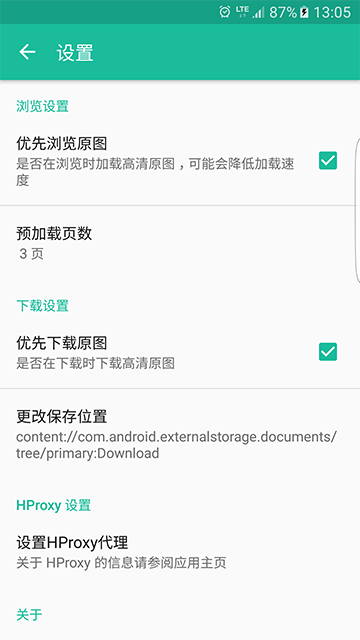 LTE 87% 13:05
设置
浏览设置
优先浏览原图
是否在浏览时加载高清原图，可能会降低加载速
度
预加载页数
3 页
下载设置
优先下载原图
是否在下载时下载高清原图
更改保存位置
content://com.android.externalstorage.documents/
tree/primary:Download
HProxy 设置
设置HProxy代理
关于 HProxy 的信息请参阅应用主页
关于